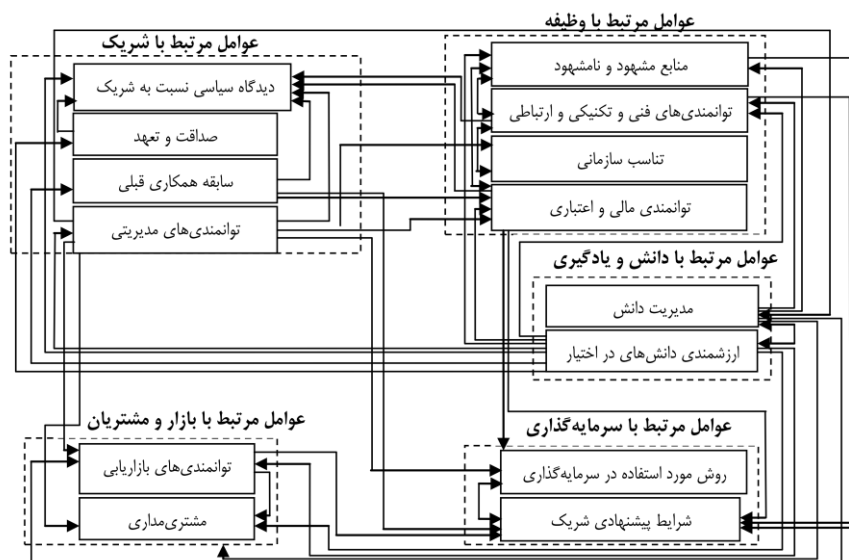 عوامل مرتبط با وظیفه
منابع مشهود و نامشهود
توانمندی‌های فنی و تکنیکی و ارتباطی
تناسب سازمانی
توانمندی مالی و اعتباری
عوامل مرتبط با شریک
دیدگاه سیاسی نسبت به شریک
صداقت و تعهد
سابقه همکاری قبلی
توانمندی‌های مدیریتی
عوامل مرتبط با دانش و یادگیری
مدیریت دانش
ارزشمندی دانش‌های در اختیار
عوامل مرتبط با سرمایه‌گذاری
روش مورد استفاده در سرمایه‌گذاری
شرایط پیشنهادی شریک
عوامل مرتبط با بازار و مشتریان
توانمندی‌های بازاریابی
مشتری‌مداری